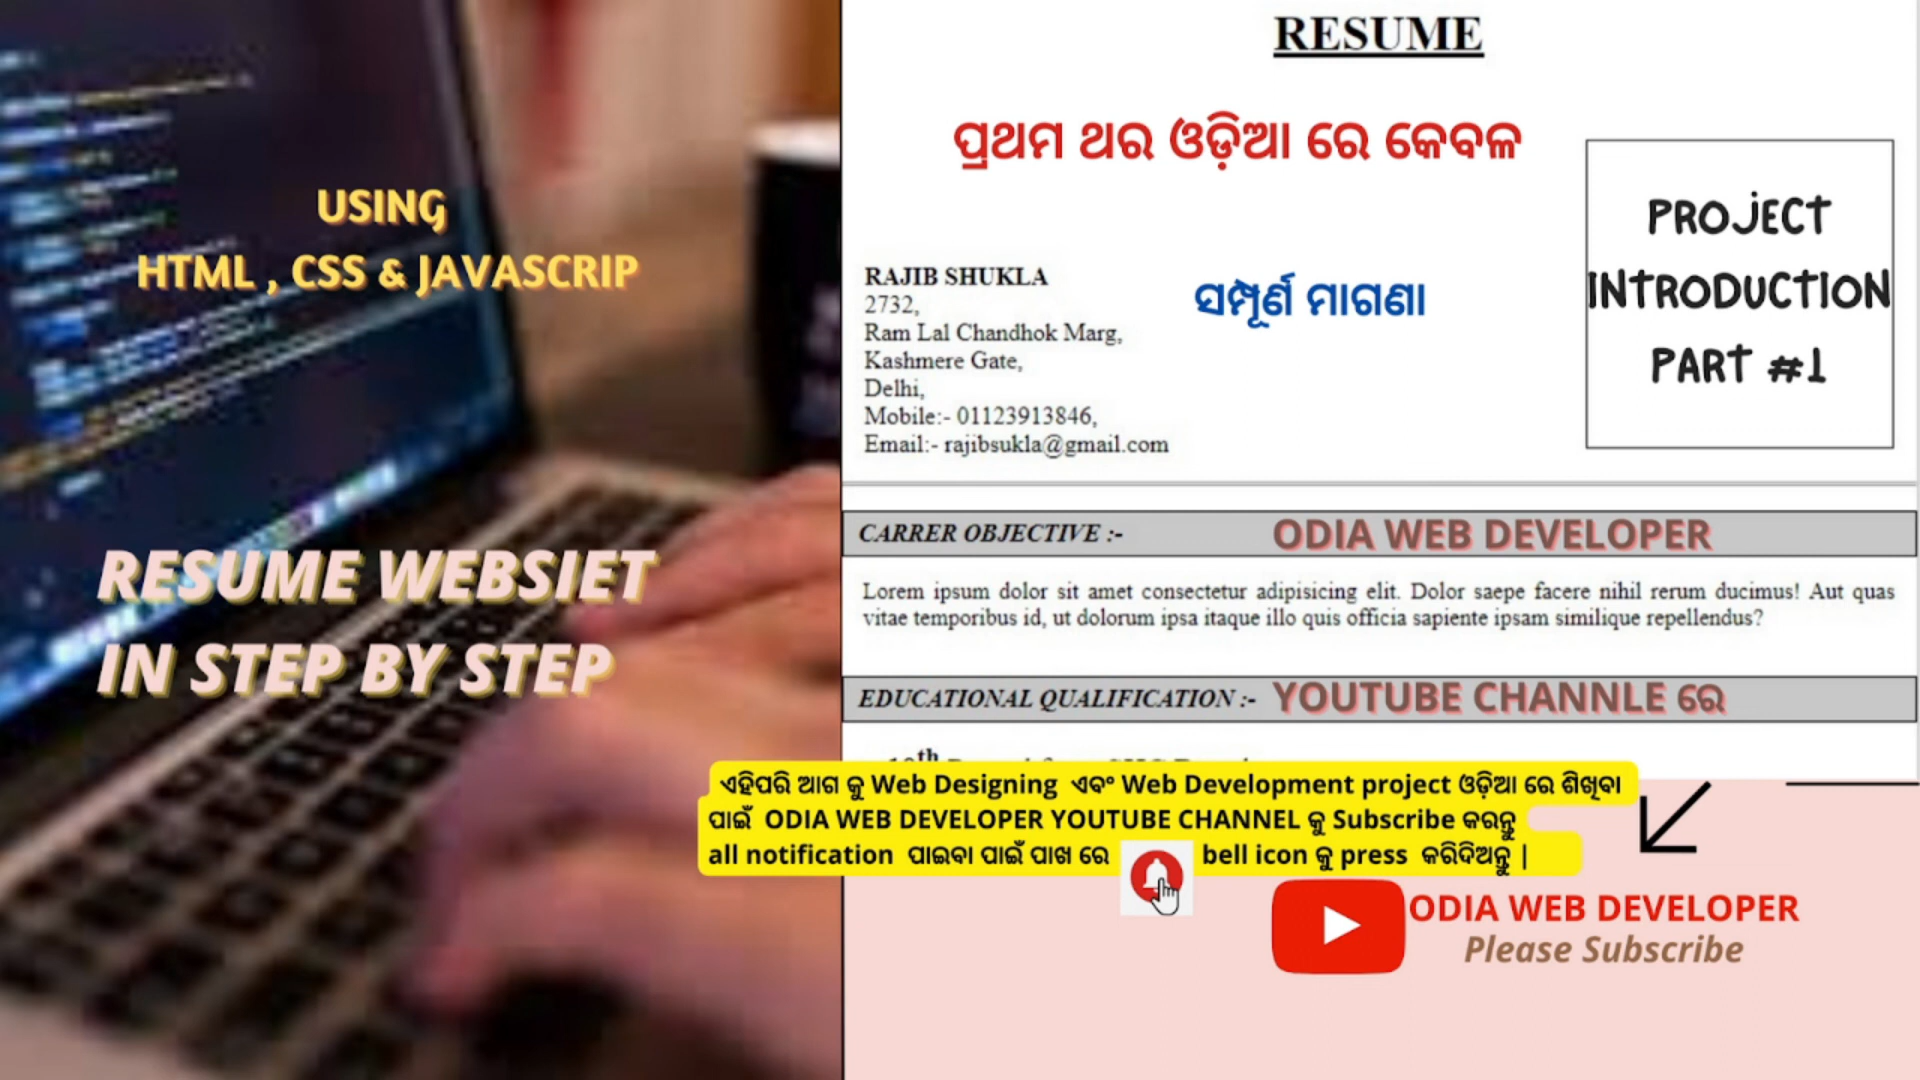 USING
HTML , CSS & JAVASCRIP
RESUME WEBSIET
IN STEP BY STEP
RESUME
ପ୍ରଥମ ଥର ଓଡ଼ିଆ ରେ କେବଳ
ସମ୍ପୂର୍ଣ ମାଗଣା
PROJECT
INTRODUCTION
PART #1
RAJIB SHUKLA
2732,
Ram Lal Chandhok Marg,
Kashmere Gate,
Delhi,
Mobile:- 01123913846,
Email:- rajibsukla@gmail.com
CARRER OBJECTIVE :- ODIA WEB DEVELOPER
Lorem ipsum dolor sit amet consectetur adipisicing elit. Dolor saepe facere nihil rerum ducimus! Aut quas
vitae temporibus id, ut dolorum ipsa itaque illo quis officia sapiente ipsam similique repellendus?
EDUCATIONAL QUALIFICATION :- YOUTUBE CHANNLE ରେ
ଏହିପରି ଆଗ କୁ Web Designing ଏବଂ Web Development project ଓଡ଼ିଆ ରେ ଶିଖିବା
ପାଇଁ ODIA WEB DEVELOPER YOUTUBE CHANNEL କୁ Subscribe କରନ୍ତୁ
all notification ପାଇବା ପାଇଁ ପାଖ ରେ bell icon କୁ press କରିଦିଅନ୍ତୁ |
ODIA WEB DEVELOPER
Please Subscribe